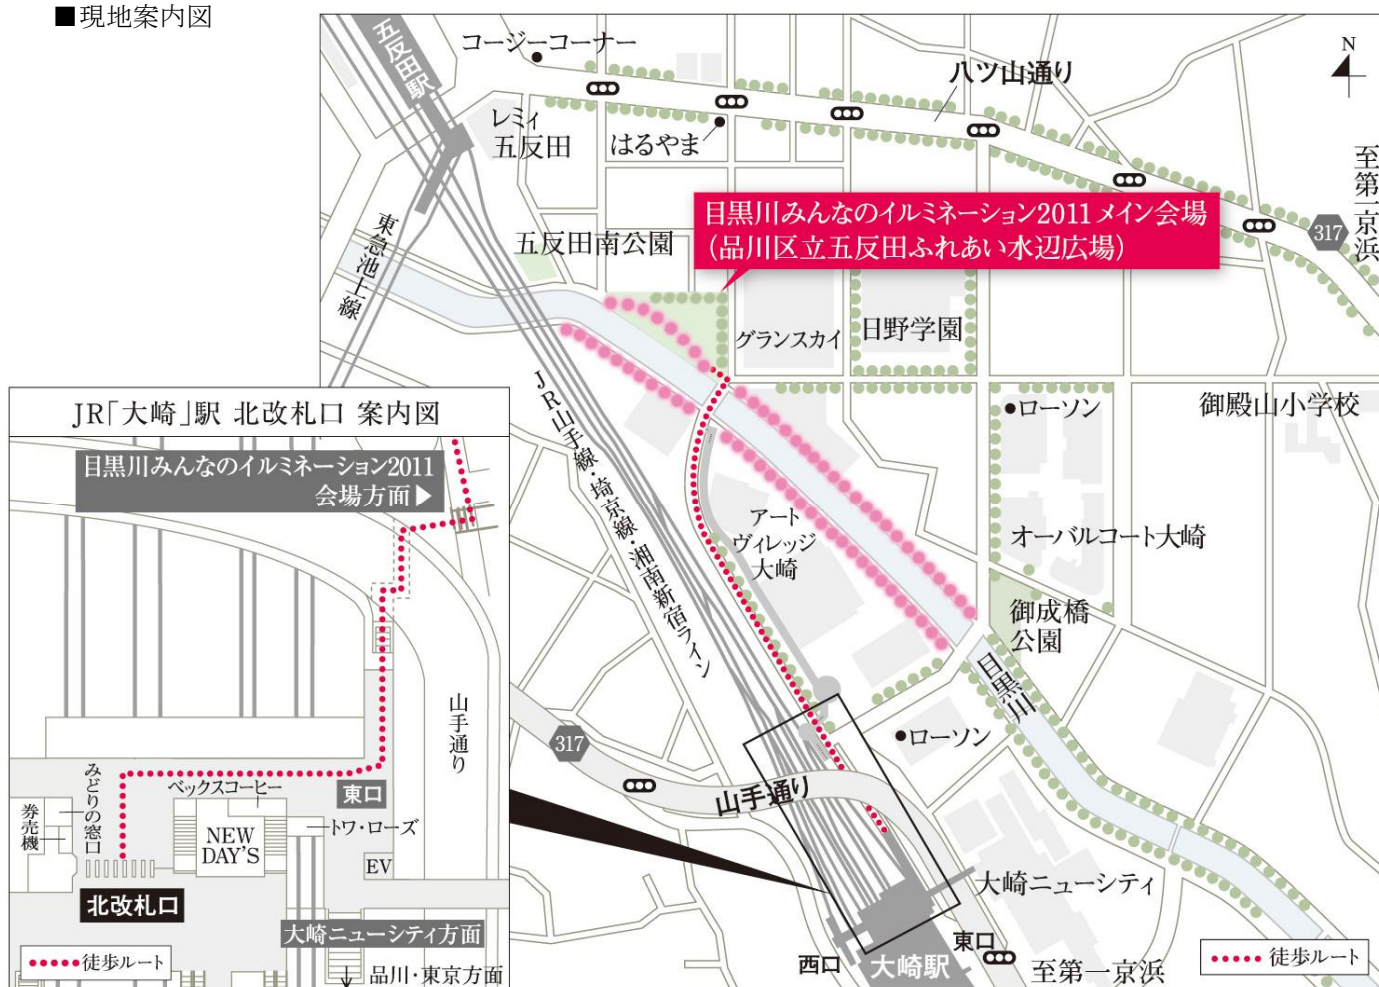 ■現地案内図
五反田駅
コージーコーナー
八ツ山通り
N
レミィ
五反田
はるやま
至第一京浜
317
目黒川みんなのイルミネーション2011 メイン会場
（品川区立五反田ふれあい水辺広場）
五反田南公園
東急池上線
グランスカイ
日野学園
JR山手線・埼京線・湘南新宿ライン
ローソン
御殿山小学校
アート
ヴィレッジ
大崎
オーバルコート大崎
御成橋
公園
目黒川
ローソン
317
山手通り
大崎ニューシティ
西口
大崎駅
東口
至第一京浜
徒歩ルート
JR「大崎」駅 北改札口 案内図
目黒川みんなのイルミネーション2011
会場方面▶
山手通り
みどりの窓口
券売機
ベックスコーヒー
東口
NEW
DAY'S
トワ・ローズ
EV
北改札口
大崎ニューシティ方面
徒歩ルート
↓ 品川・東京方面